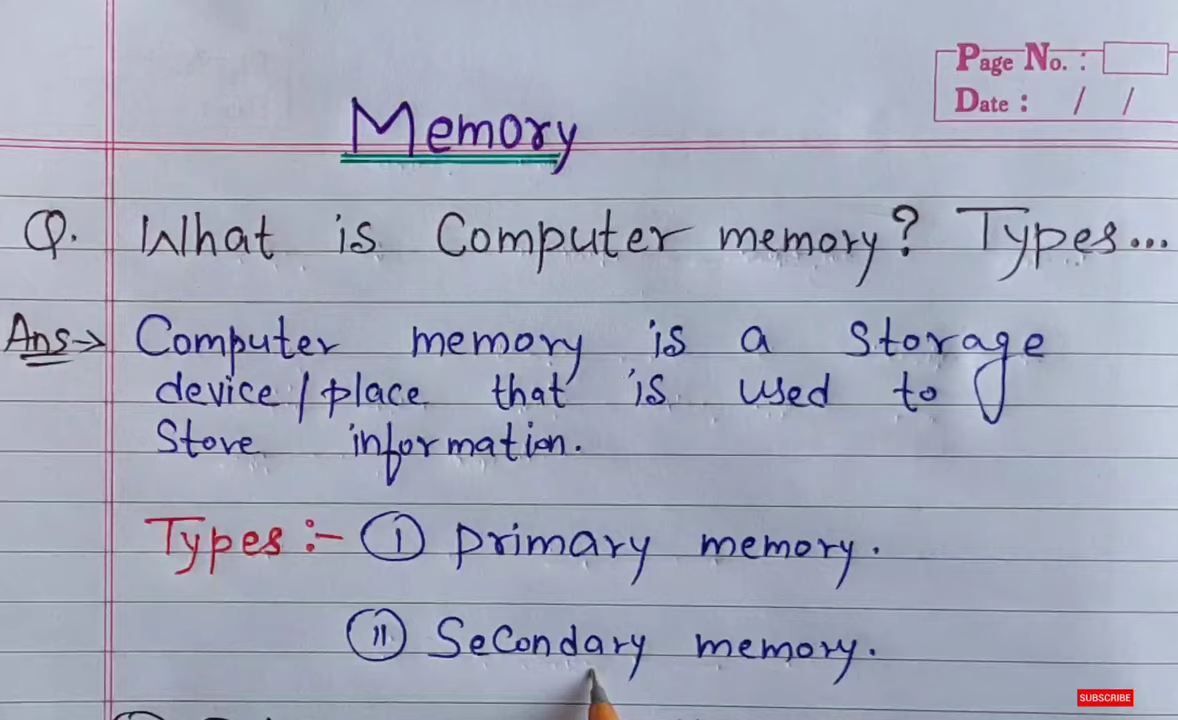 Page No. :
Date : / /
Memory
Q. What is Computer memory? Types...
Ans→ Computer memory is a storage
device/place that is used to
Store information.
Types :- (i) primary memory.
(ii) Secondary memory.
SUBSCRIBE